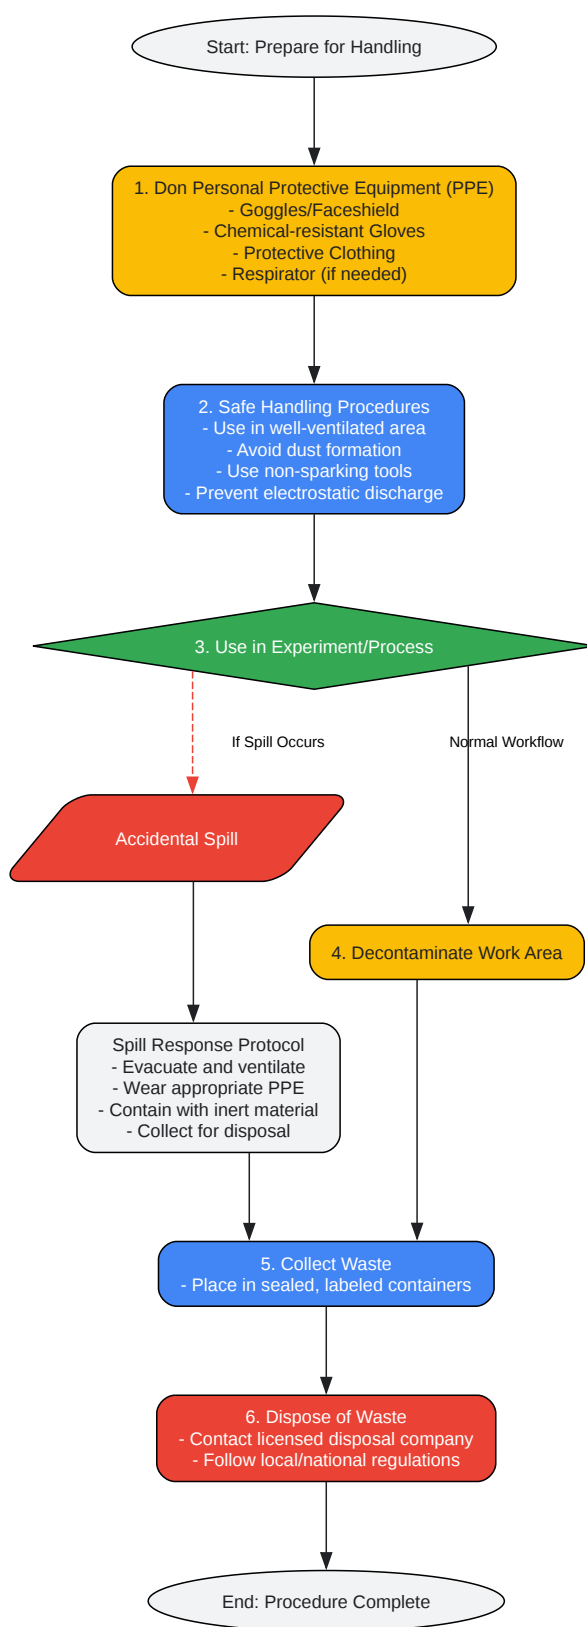 Start: Prepare for Handling
1. Don Personal Protective Equipment (PPE)
- Goggles/Faceshield
- Chemical-resistant Gloves
- Protective Clothing
- Respirator (if needed)
2. Safe Handling Procedures
- Use in well-ventilated area
- Avoid dust formation
- Use non-sparking tools
- Prevent electrostatic discharge
3. Use in Experiment/Process
If Spill Occurs
Normal Workflow
Accidental Spill
4. Decontaminate Work Area
Spill Response Protocol
- Evacuate and ventilate
- Wear appropriate PPE
- Contain with inert material
- Collect for disposal
5. Collect Waste
- Place in sealed, labeled containers
6. Dispose of Waste
- Contact licensed disposal company
- Follow local/national regulations
End: Procedure Complete